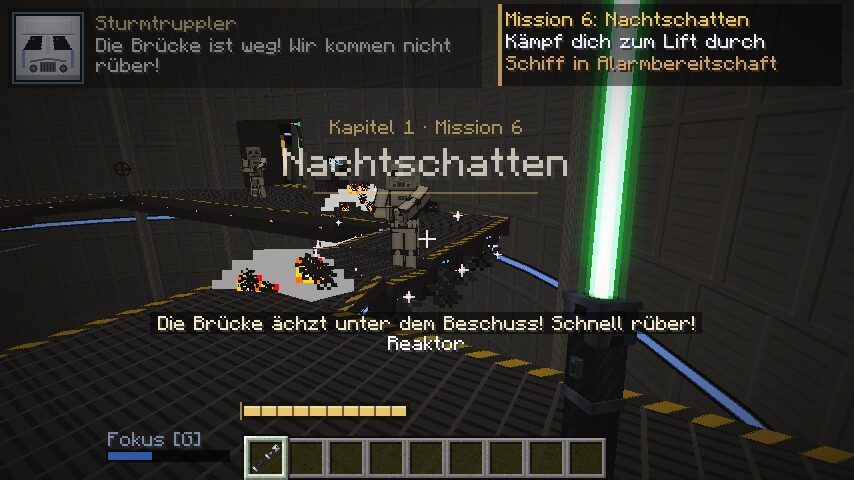 Sturmtruppler
Die Brücke ist weg! Wir kommen nicht
rüber!
Mission 6: Nachtschatten
Kämpf dich zum Lift durch
Schiff in Alarmbereitschaft
Kapitel 1 · Mission 6
Nachtschatten
Die Brücke ächzt unter dem Beschuss! Schnell rüber!
Reaktor
Fokus [G]